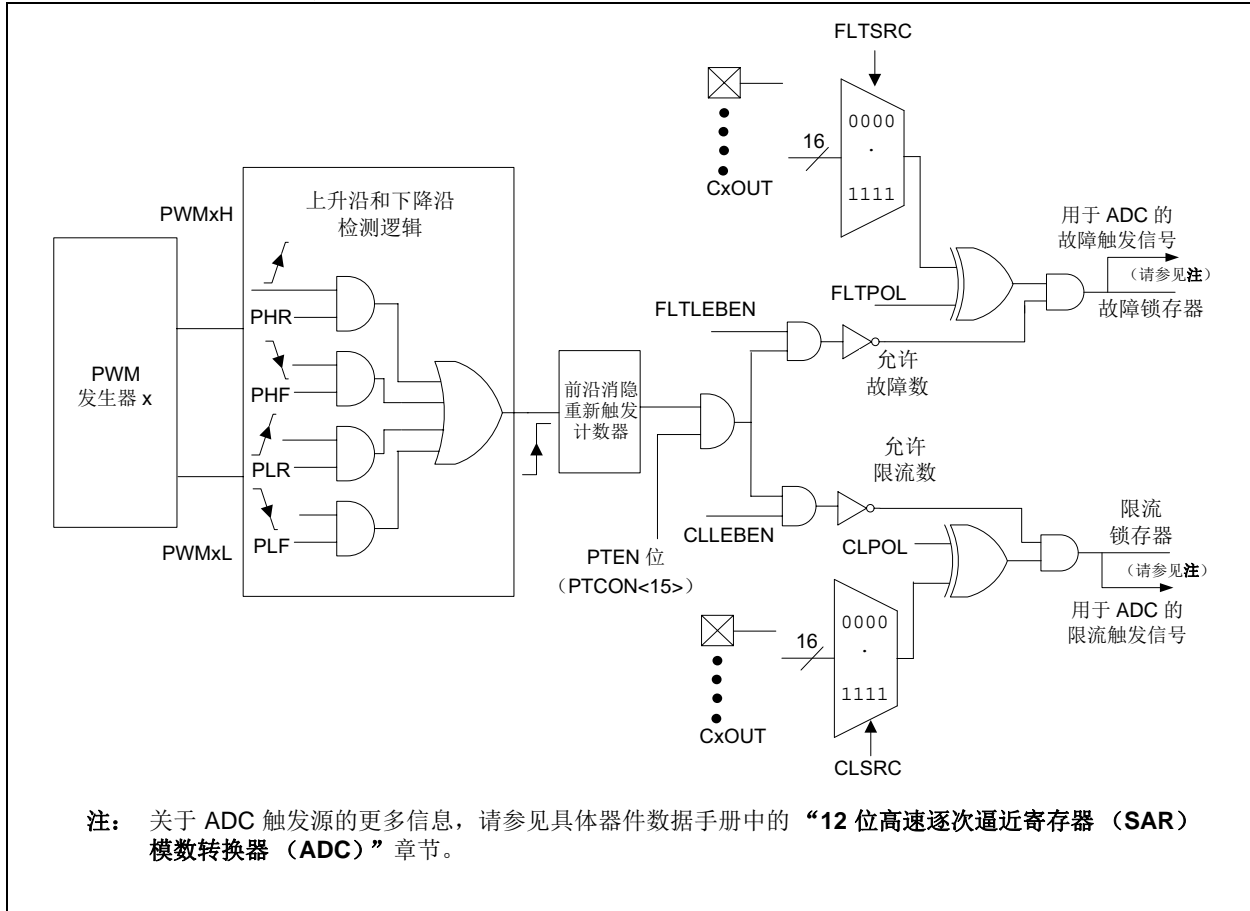 FLTSRC
0000
.
1111
16
CxOUT
上升沿和下降沿
检测逻辑
PWMxH
PHR
PHF
PLR
PLF
PWMxL
PWM
发生器 x
前沿消隐
重新触发
计数器
FLTLEBEN
FLTPOL
用于 ADC 的
故障触发信号
（请参见注）
故障锁存器
允许
故障数
允许
限流数
CLLEBEN
PTEN 位
（PTCON<15>）
CLPOL
限流
锁存器
（请参见注）
用于 ADC 的
限流触发信号
16
0000
.
1111
CxOUT
CLSRC
注： 关于 ADC 触发源的更多信息，请参见具体器件数据手册中的 “12 位高速逐次逼近寄存器 （SAR）
模数转换器 （ADC）” 章节。